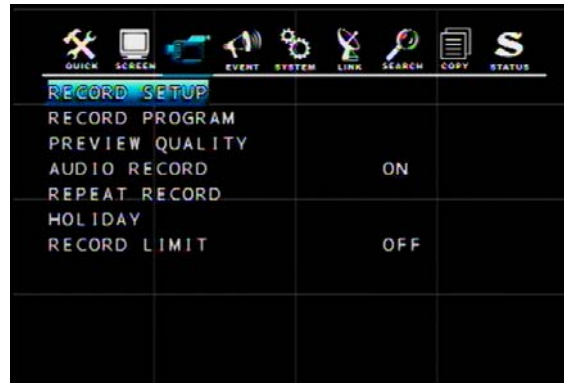 QUICK SCREEN EVENT SYSTEM LINK SEARCH COPY STATUS
RECORD SETUP
RECORD PROGRAM
PREVIEW QUALITY
AUDIO RECORD ON
REPEAT RECORD
HOLIDAY
RECORD LIMIT OFF